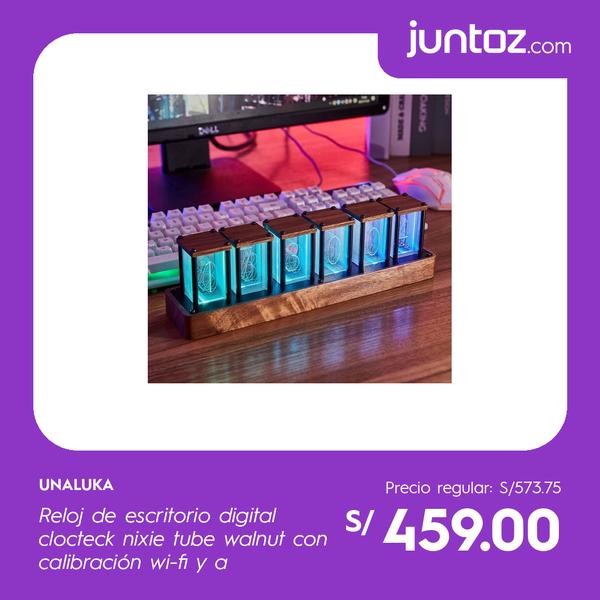 juntoz.com
DELL
UNALUKA
Reloj de escritorio digital
clocteck nixie tube walnut con
calibración wi-fi y a
Precio regular: S/573.75
S/ 459.00